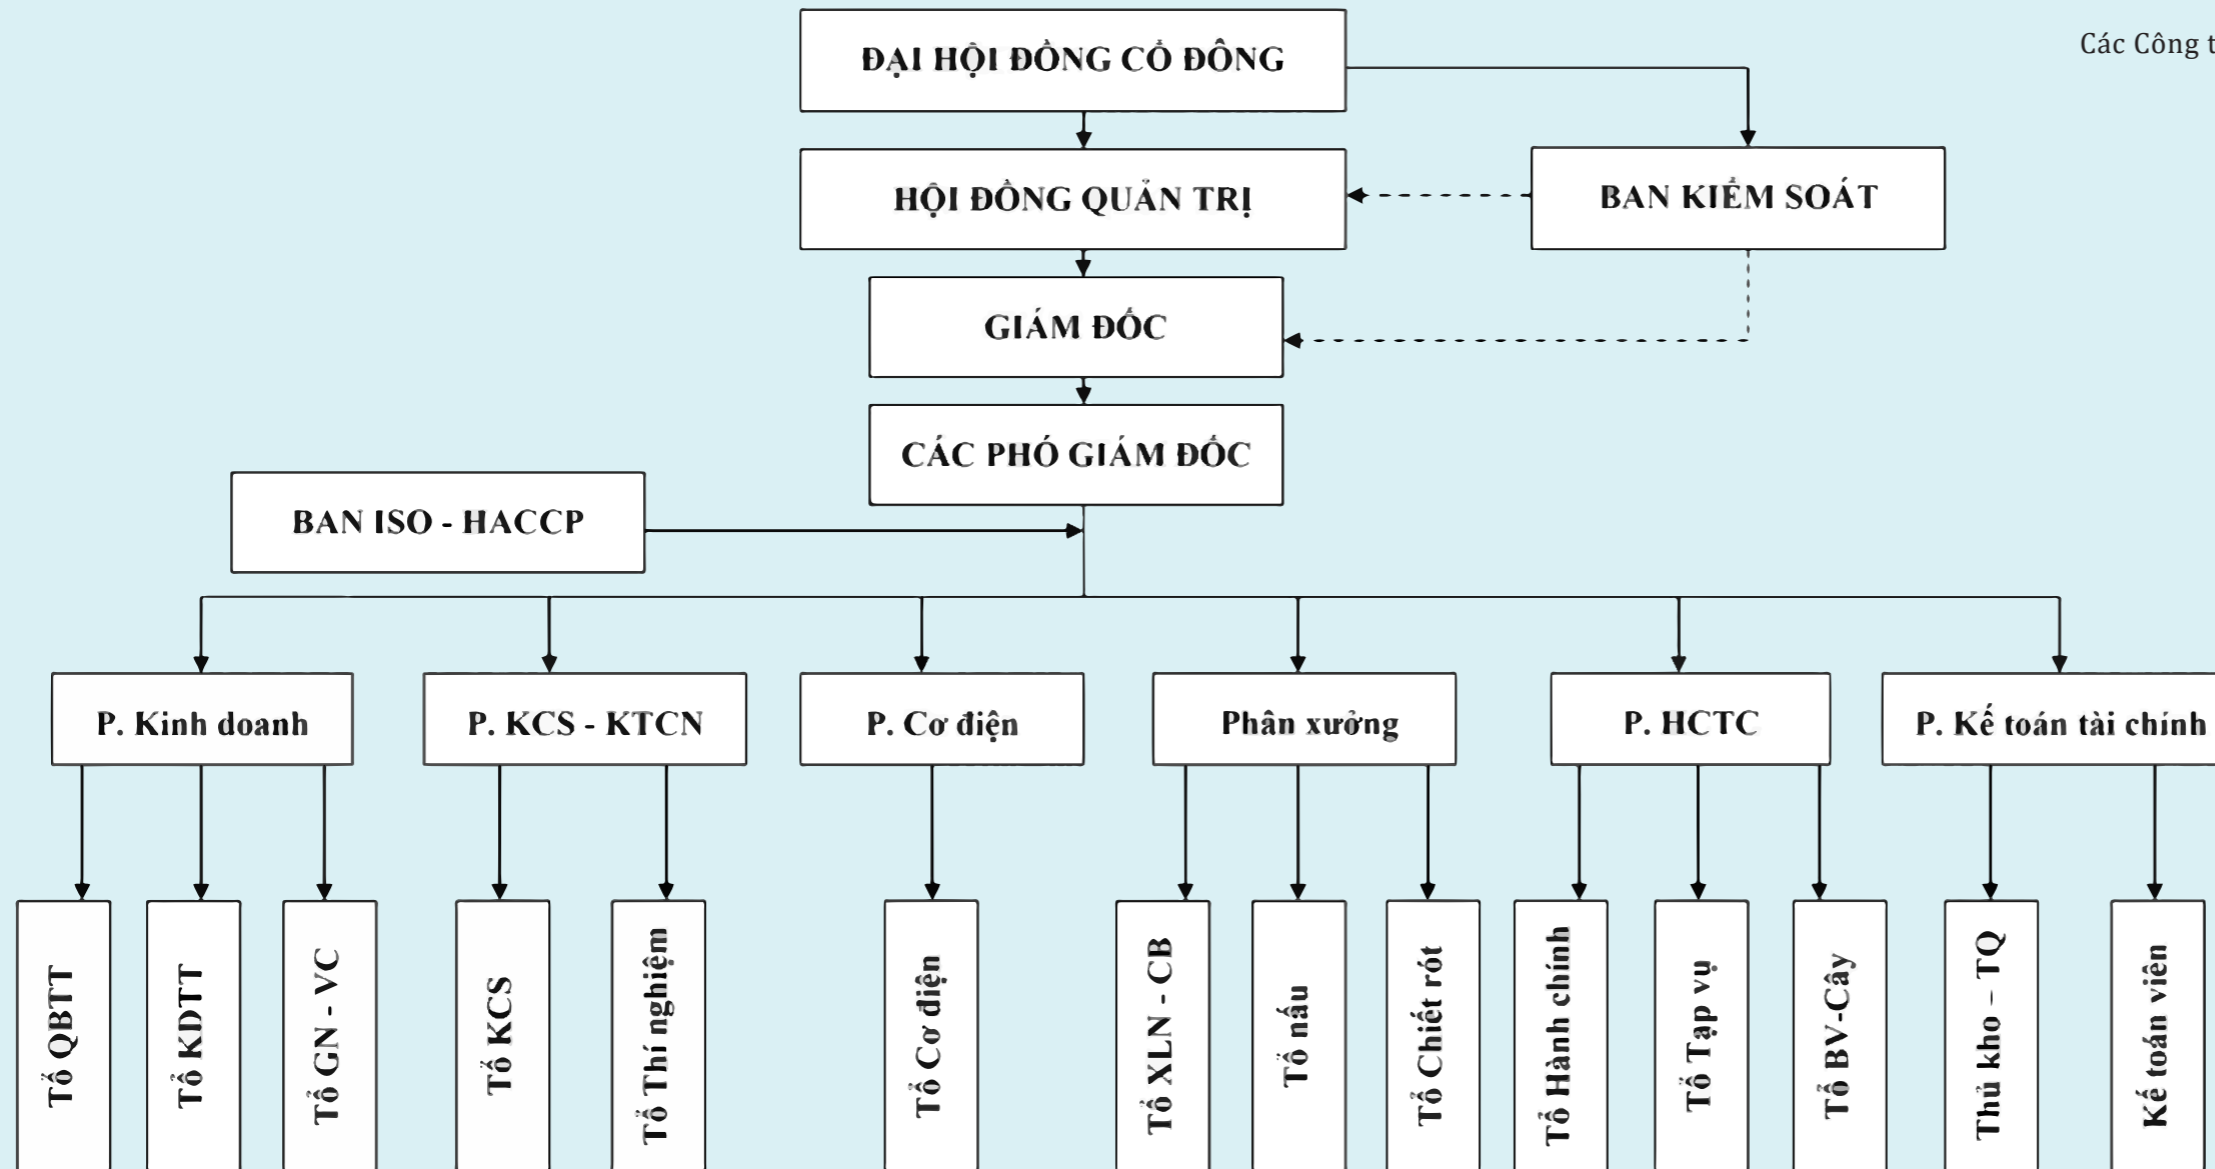 ĐẠI HỘI ĐỒNG CỔ ĐÔNG
Các Công t
HỘI ĐỒNG QUẢN TRỊ
BAN KIỂM SOÁT
GIÁM ĐỐC
CÁC PHÓ GIÁM ĐỐC
BAN ISO - HACCP
P. Kinh doanh
P. KCS - KTCN
P. Cơ điện
Phân xưởng
P. HCTC
P. Kế toán tài chính
Tổ QBTT
Tổ KDTT
Tổ GN - VC
Tổ KCS
Tổ Thí nghiệm
Tổ Cơ điện
Tổ XLN - CB
Tổ nấu
Tổ Chiết rót
Tổ Hành chính
Tổ Tạp vụ
Tổ BV-Cây
Thủ kho – TQ
Kế toán viên